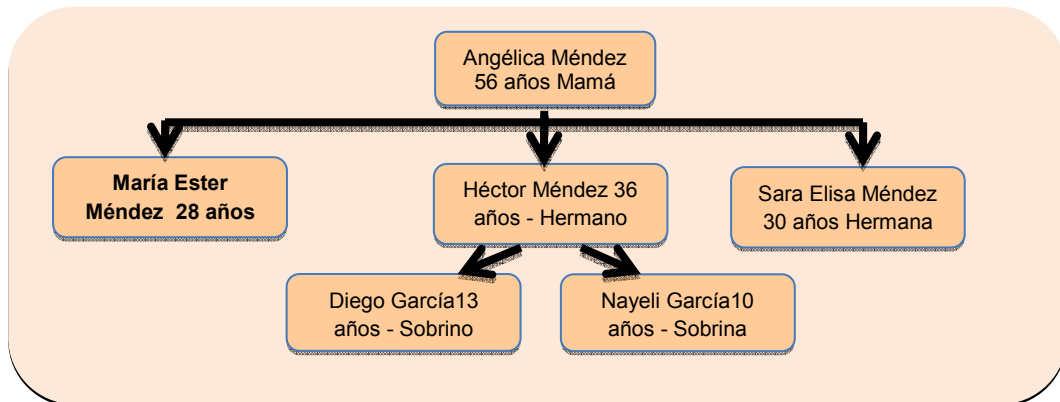 Angélica Méndez
56 años Mamá
María Ester
Méndez  28 años
Héctor Méndez 36
años - Hermano
Sara Elisa Méndez
30 años Hermana
Diego García13
años - Sobrino
Nayeli García10
años - Sobrina